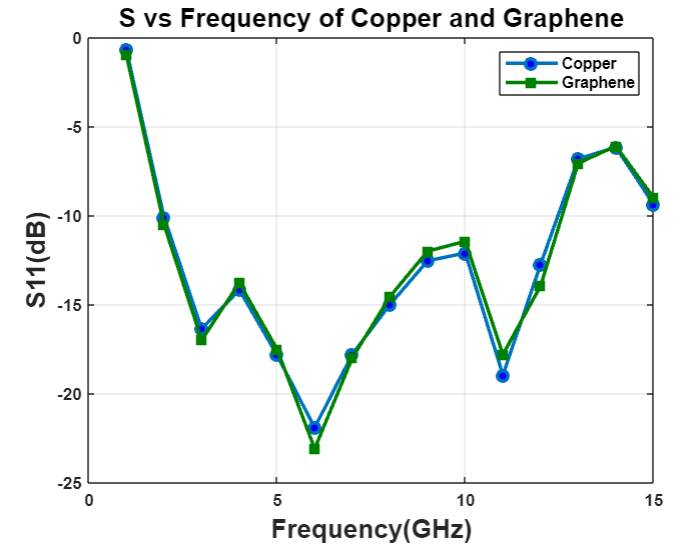 S vs Frequency of Copper and Graphene
Copper
Graphene
S11(dB)
0
-5
-10
-15
-20
-25
0
5
10
15
Frequency(GHz)